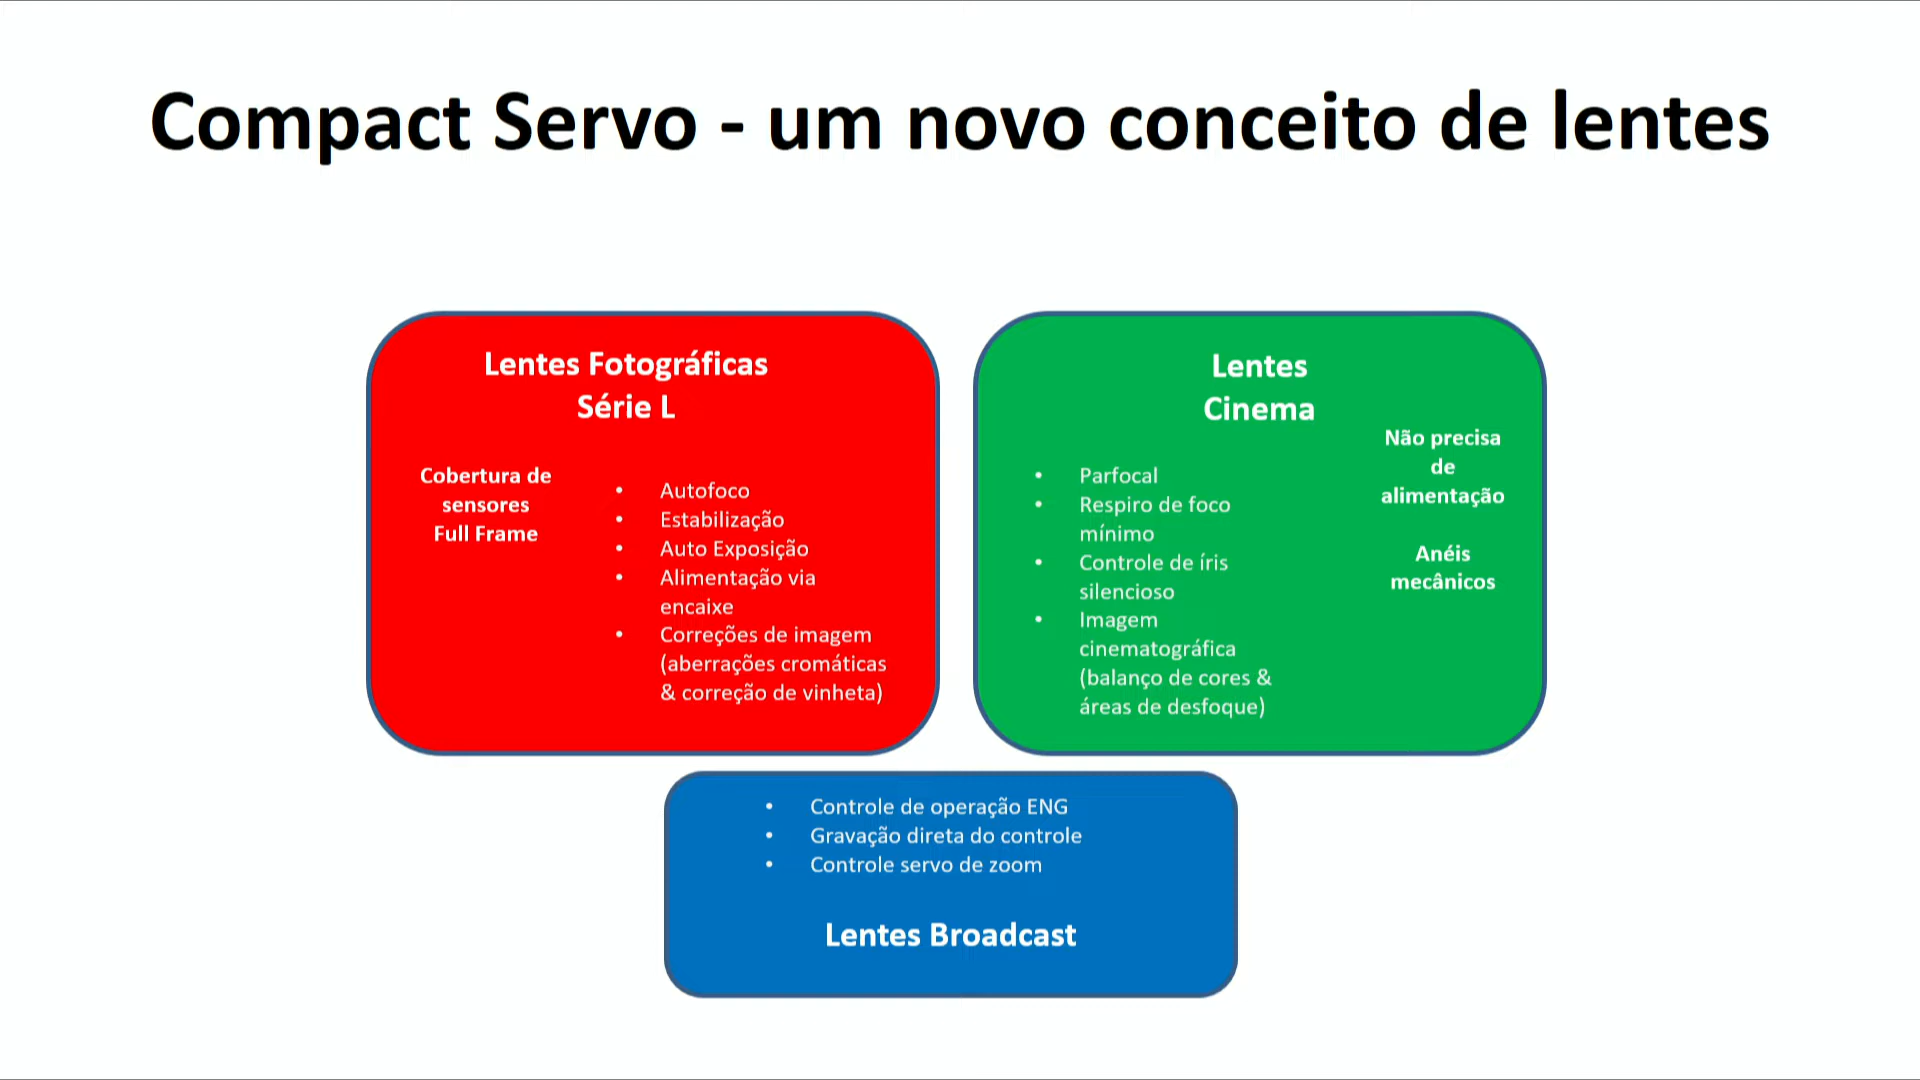 Compact Servo - um novo conceito de lentes
Lentes Fotográficas
Série L
Cobertura de
sensores
Full Frame
• Autofoco
• Estabilização
• Auto Exposição
• Alimentação via
encaixe
• Correções de imagem
(aberrações cromáticas
& correção de vinheta)
Lentes
Cinema
• Parfocal
• Respiro de foco
mínimo
• Controle de íris
silencioso
• Imagem
cinematográfica
(balanço de cores &
áreas de desfoque)
Não precisa
de
alimentação
Anéis
mecânicos
• Controle de operação ENG
• Gravação direta do controle
• Controle servo de zoom
Lentes Broadcast